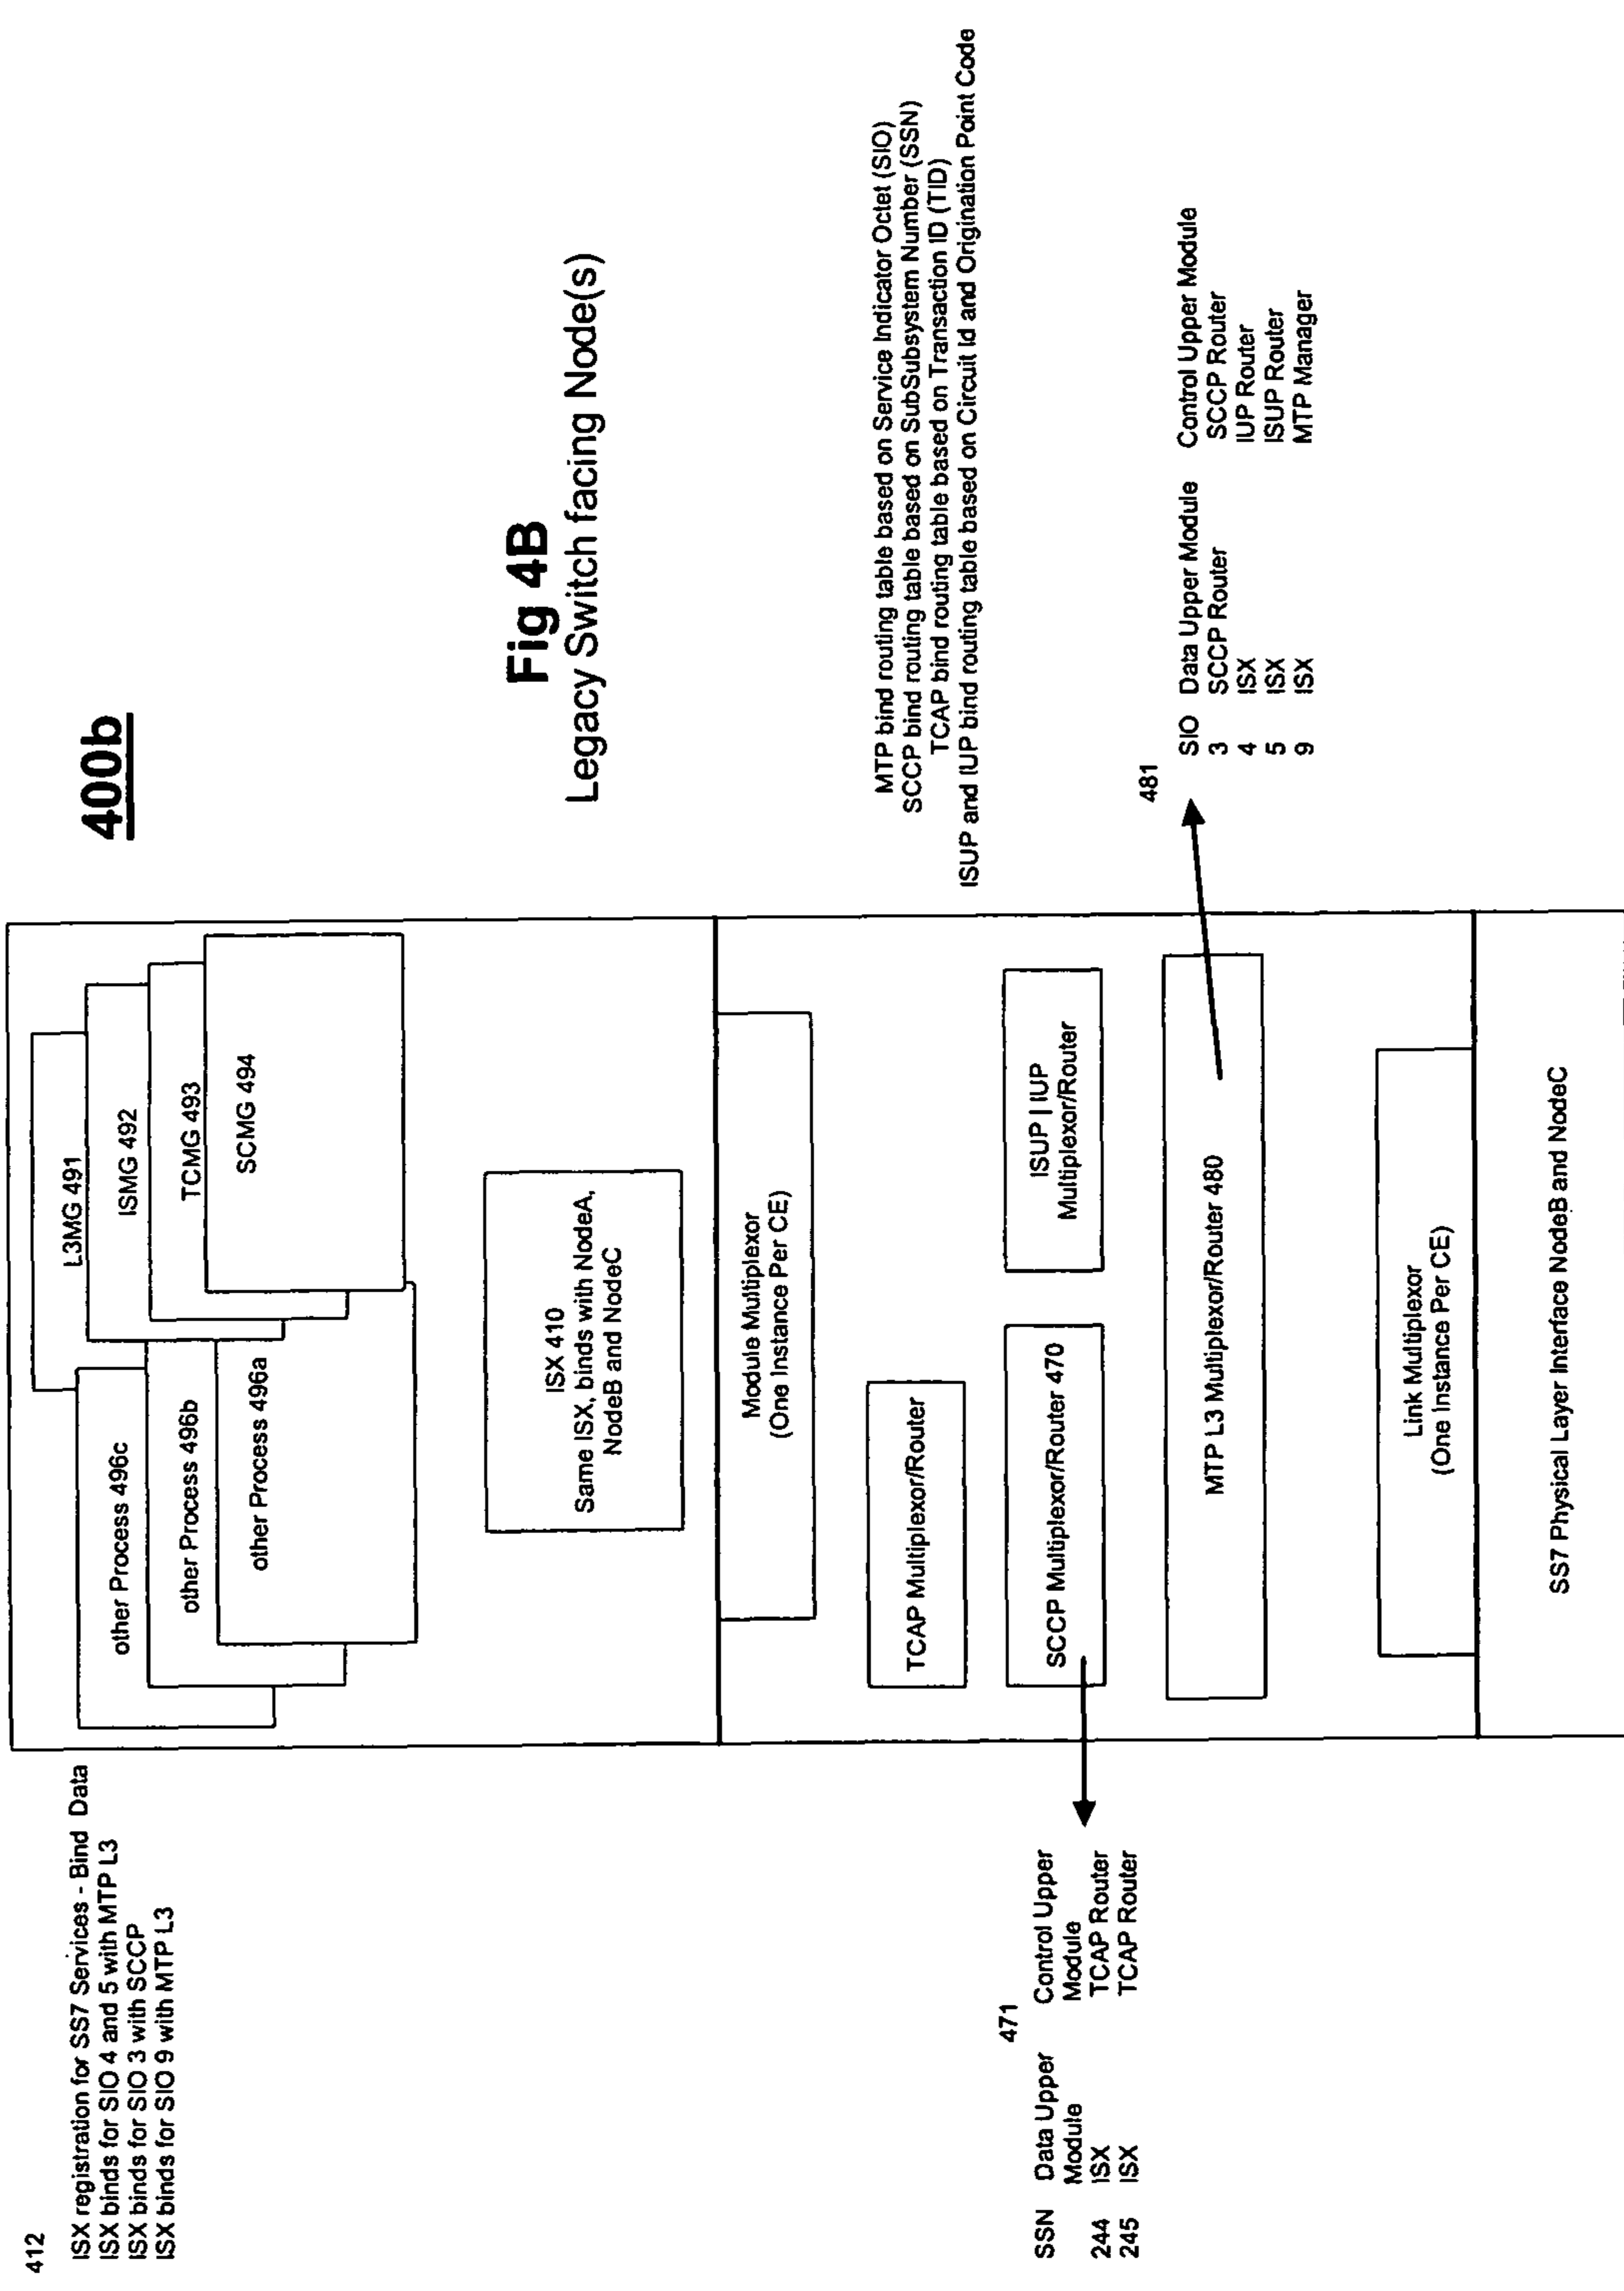 400b
Fig 4B
Legacy Switch facing Node(s)
412
ISX registration for SS7 Services - Bind Data
ISX binds for SIO 4 and 5 with MTP L3
ISX binds for SIO 3 with SCCP
ISX binds for SIO 9 with MTP L3
other Process 496c
other Process 496b
other Process 496a
L3MG 491
ISMG 492
TCMG 493
SCMG 494
ISX 410
Same ISX, binds with NodeA,
NodeB and NodeC
Module Multiplexor
(One Instance Per CE)
TCAP Multiplexor/Router
SCCP Multiplexor/Router 470
ISUP | IUP
Multiplexor/Router
MTP L3 Multiplexor/Router 480
Link Multiplexor
(One Instance Per CE)
SS7 Physical Layer Interface NodeB and NodeC
MTP bind routing table based on Service Indicator Octet (SIO)
SCCP bind routing table based on SubSubsystem Number (SSN)
TCAP bind routing table based on Transaction ID (TID)
ISUP and IUP bind routing table based on Circuit Id and Origination Point Code
471
SSN Data Upper Control Upper
Module Module
244 ISX TCAP Router
245 ISX TCAP Router
481
SIO Data Upper Module Control Upper Module
3 SCCP Router SCCP Router
4 ISX IUP Router
5 ISX ISUP Router
9 ISX MTP Manager